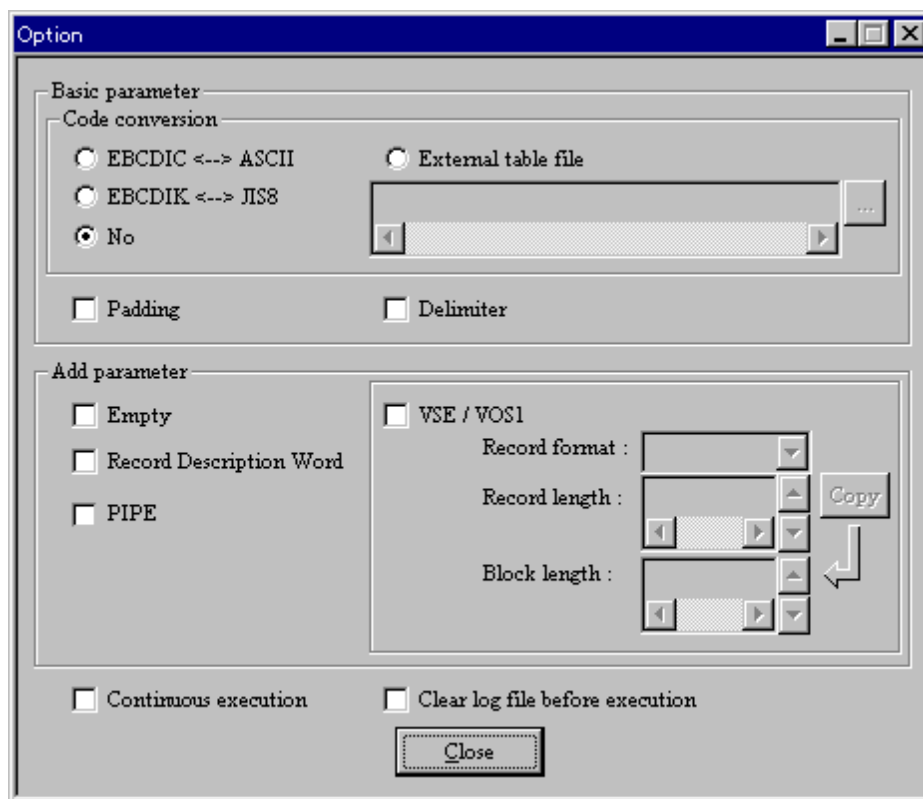 Option
Basic parameter
Code conversion
EBCDIC <--> ASCII
External table file
EBCDIK <--> JIS8
...
No
Padding
Delimiter
Add parameter
Empty
VSE / VOS1
Record format :
Record Description Word
Record length :
Copy
PIPE
Block length :
Continuous execution
Clear log file before execution
Close